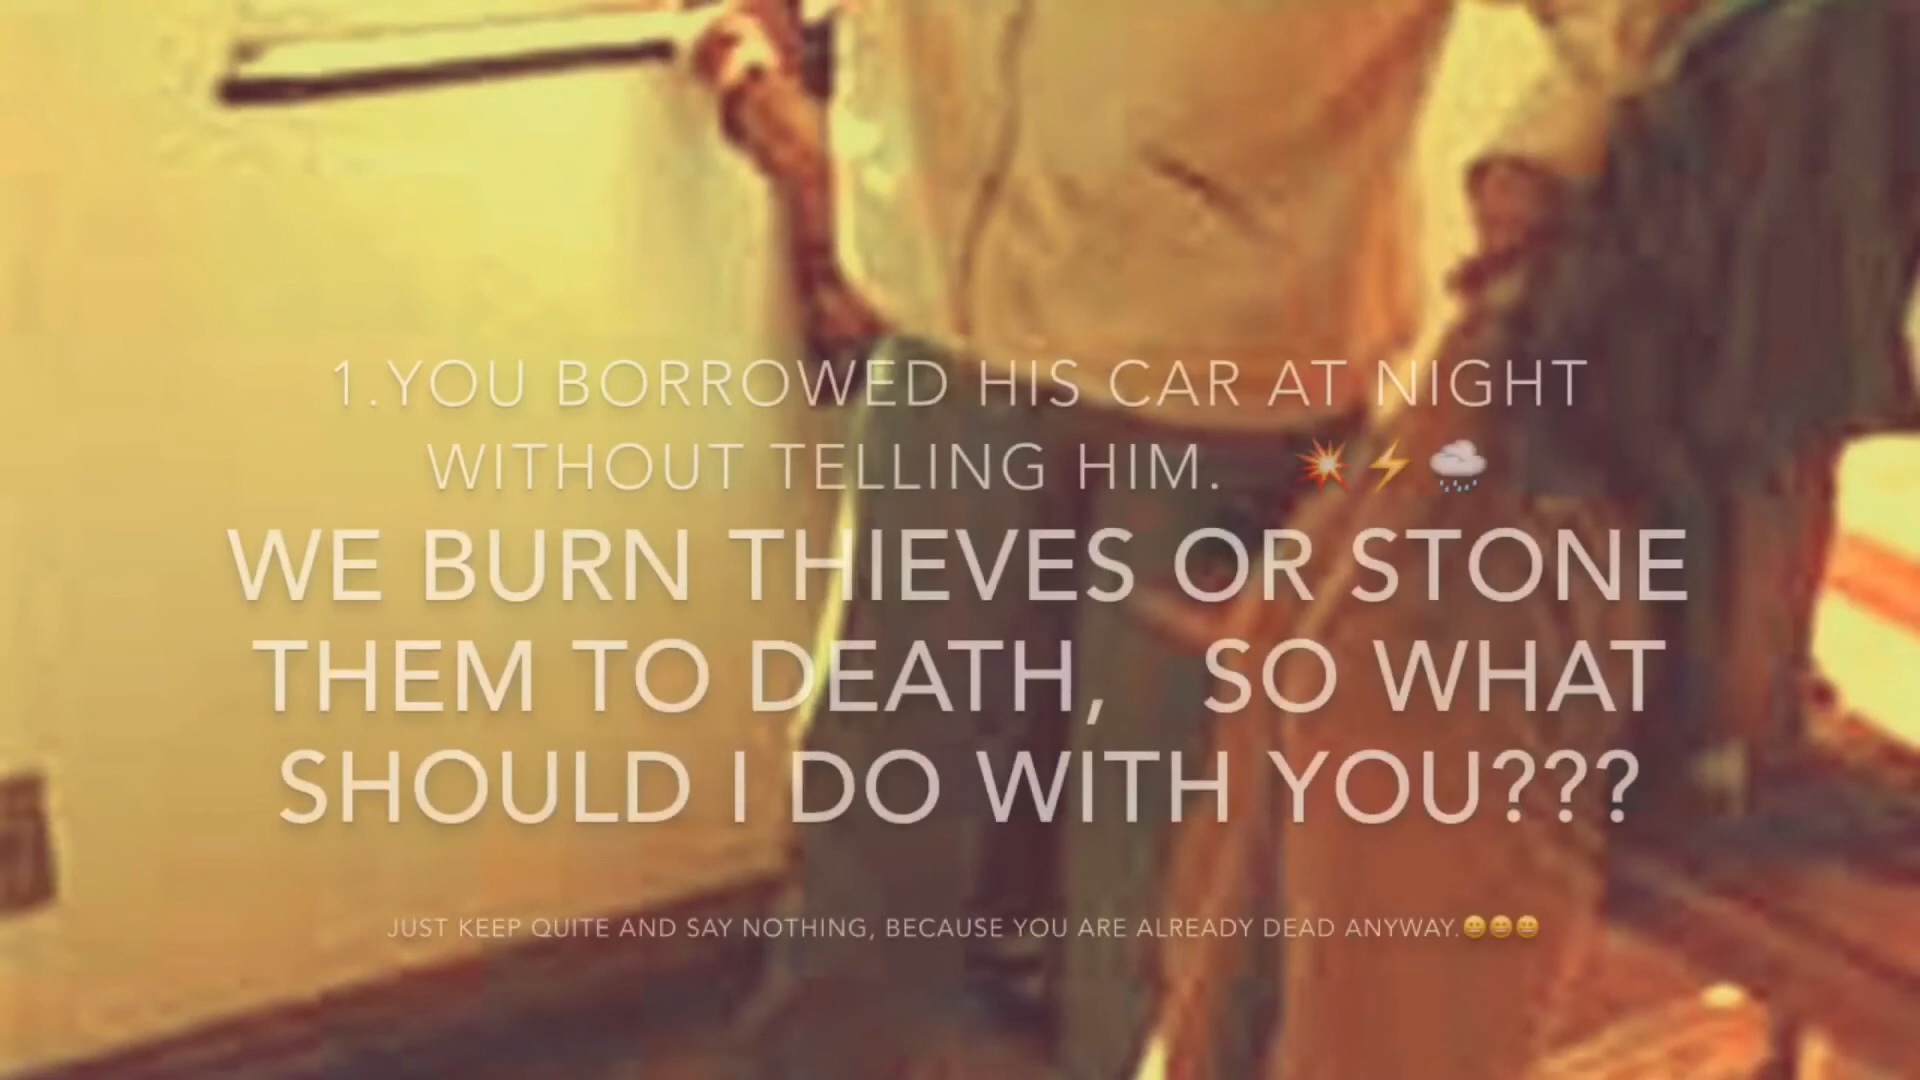 1.YOU BORROWED HIS CAR AT NIGHT
WITHOUT TELLING HIM. 💥⚡🌧
WE BURN THIEVES OR STONE
THEM TO DEATH, SO WHAT
SHOULD I DO WITH YOU???
JUST KEEP QUITE AND SAY NOTHING, BECAUSE YOU ARE ALREADY DEAD ANYWAY.😁😁😁